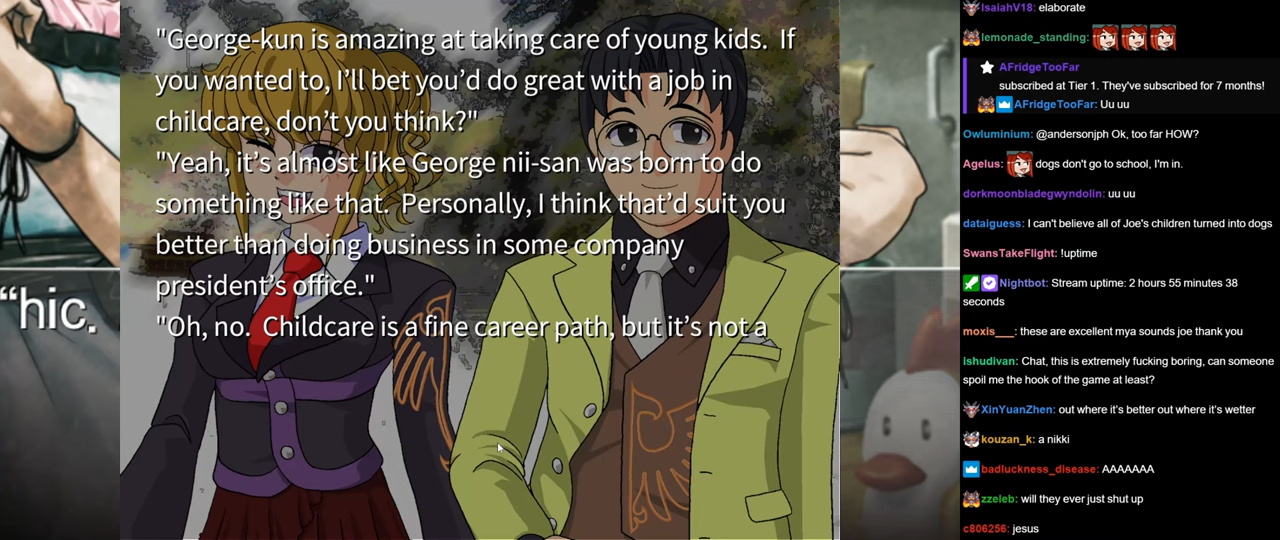 "George-kun is amazing at taking care of young kids.  If
you wanted to, I'll bet you'd do great with a job in
childcare, don't you think?"
"Yeah, it's almost like George nii-san was born to do
something like that.  Personally, I think that'd suit you
better than doing business in some company
president's office."
"Oh, no.  Childcare is a fine career path, but it's not a
"hic.
IsaiahV18: elaborate
lemonade_standing:
AFridgeTooFar
subscribed at Tier 1. They've subscribed for 7 months!
AFridgeTooFar: Uu uu
Owluminium: @andersonjph Ok, too far HOW?
Agelus: dogs don't go to school, I'm in.
dorkmoonbladegwyndolin: uu uu
dataiguess: I can't believe all of Joe's children turned into dogs
SwansTakeFlight: !uptime
Nightbot: Stream uptime: 2 hours 55 minutes 38
seconds
moxis___: these are excellent mya sounds joe thank you
ishudivan: Chat, this is extremely fucking boring, can someone
spoil me the hook of the game at least?
XinYuanZhen: out where it's better out where it's wetter
kouzan_k: a nikki
badluckness_disease: AAAAAAA
zzeleb: will they ever just shut up
c806256: jesus